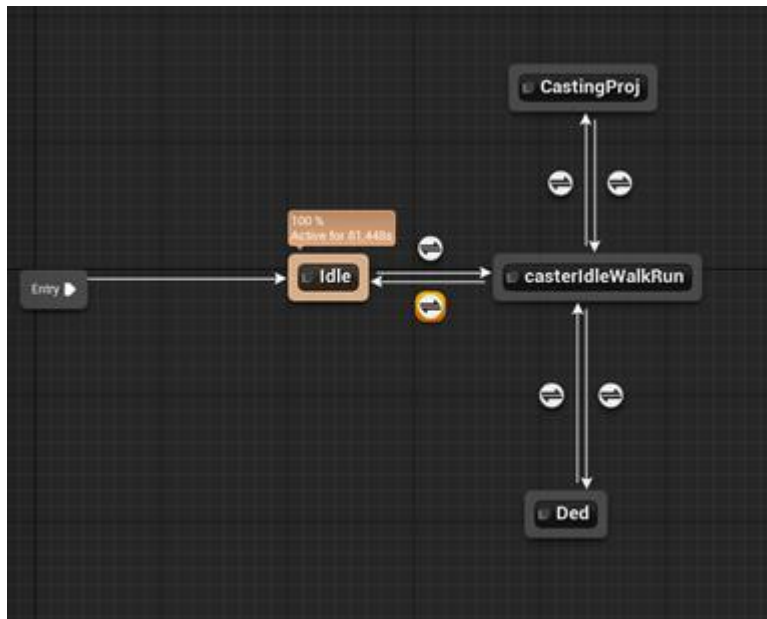 CastingProj
100 %
Active for 81.448s
Idle
casterIdleWalkRun
Entry
Ded